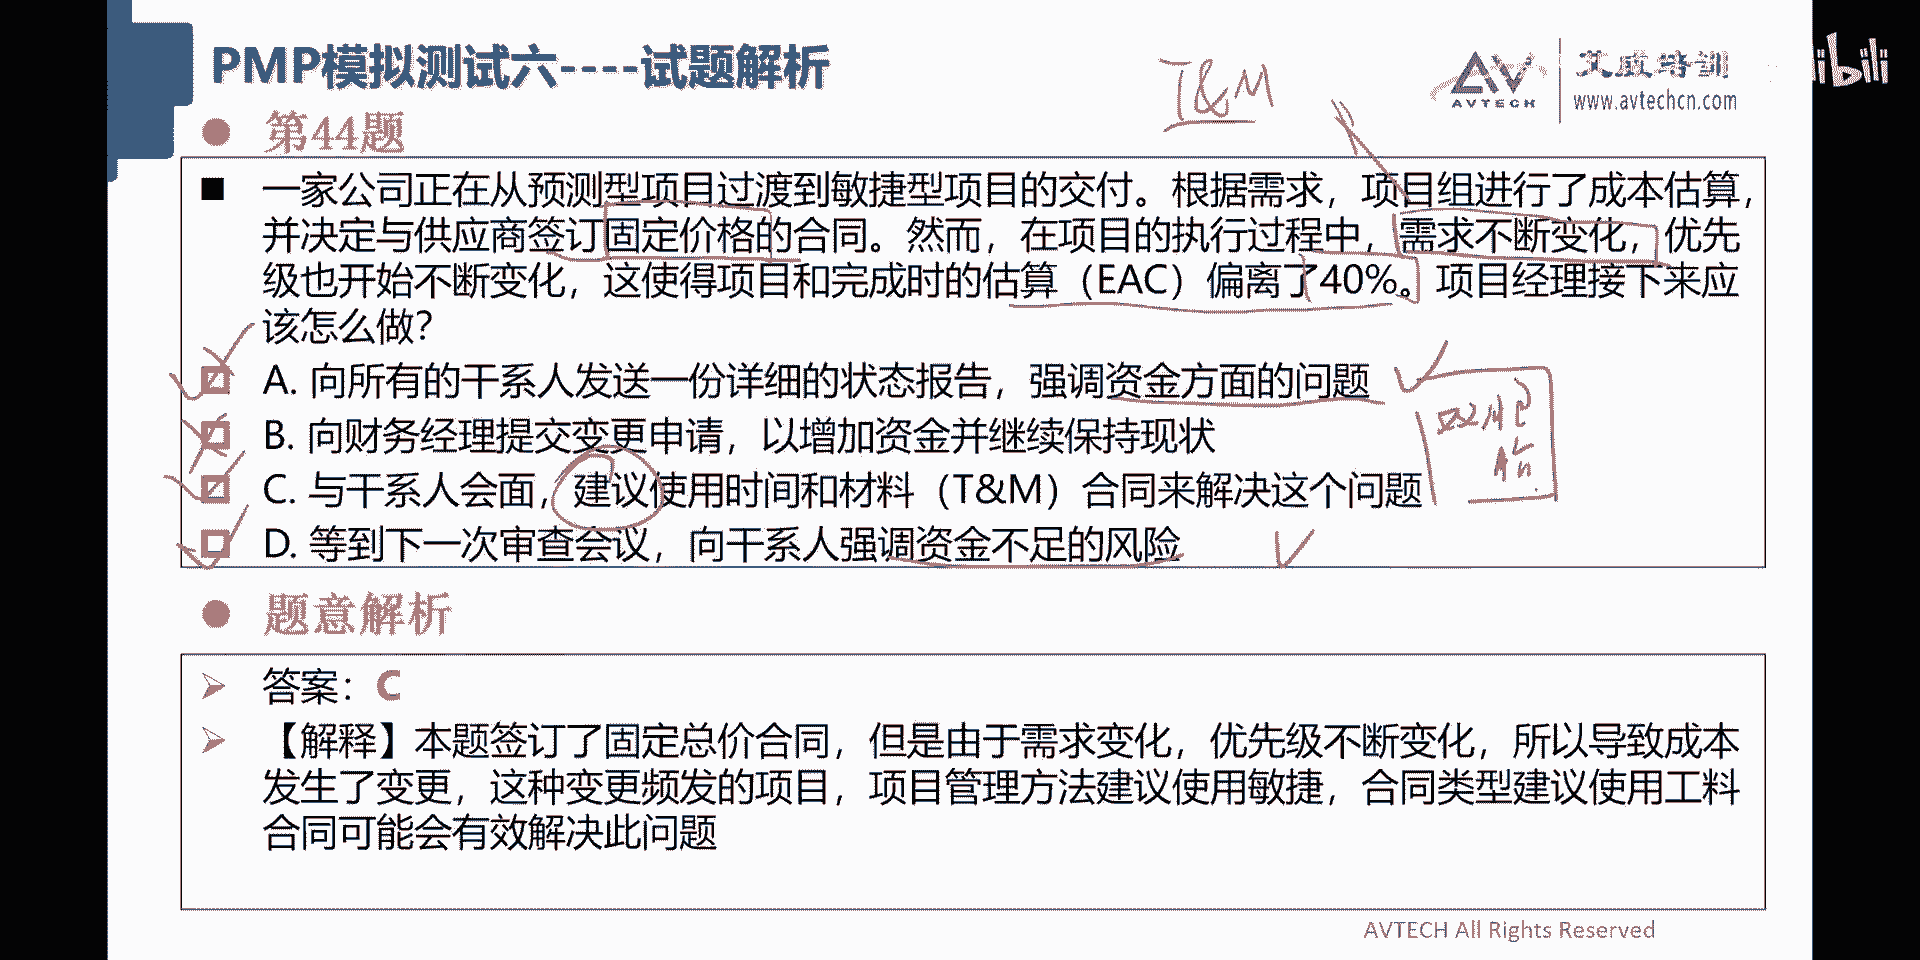 PMP模拟测试六----试题解析
T&M
AVTECH
艾威培训
www.avtechcn.com
bilibili
第44题
一家公司正在从预测型项目过渡到敏捷型项目的交付。根据需求，项目组进行了成本估算，
并决定与供应商签订固定价格的合同。然而，在项目的执行过程中，需求不断变化，优先
级也开始不断变化，这使得项目和完成时的估算（EAC）偏离了40%。项目经理接下来应
该怎么做？
A. 向所有的干系人发送一份详细的状态报告，强调资金方面的问题
B. 向财务经理提交变更申请，以增加资金并继续保持现状
C. 与干系人会面，建议使用时间和材料（T&M）合同来解决这个问题
D. 等到下一次审查会议，向干系人强调资金不足的风险
题意解析
答案：C
【解释】本题签订了固定总价合同，但是由于需求变化，优先级不断变化，所以导致成本
发生了变更，这种变更频发的项目，项目管理方法建议使用敏捷，合同类型建议使用工料
合同可能会有效解决此问题
AVTECH All Rights Reserved